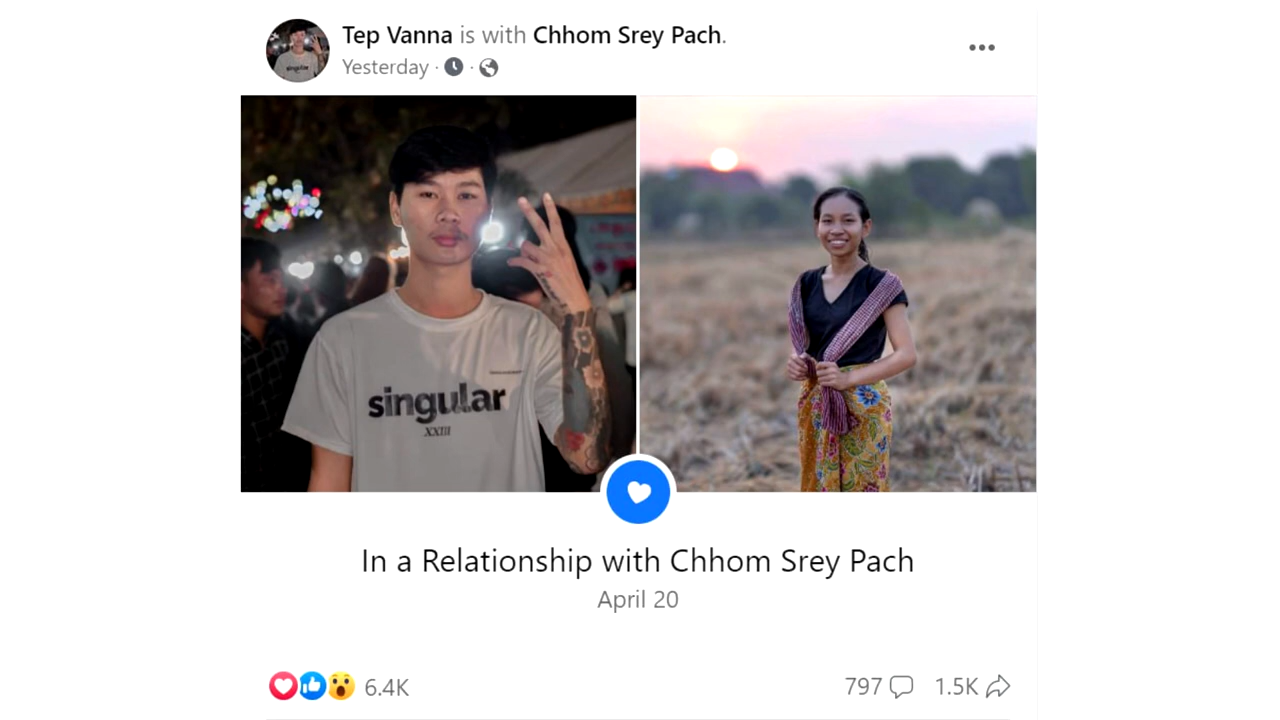 Tep Vanna is with Chhom Srey Pach.
Yesterday · ·
singular
XXIII
In a Relationship with Chhom Srey Pach
April 20
6.4K
797
1.5K